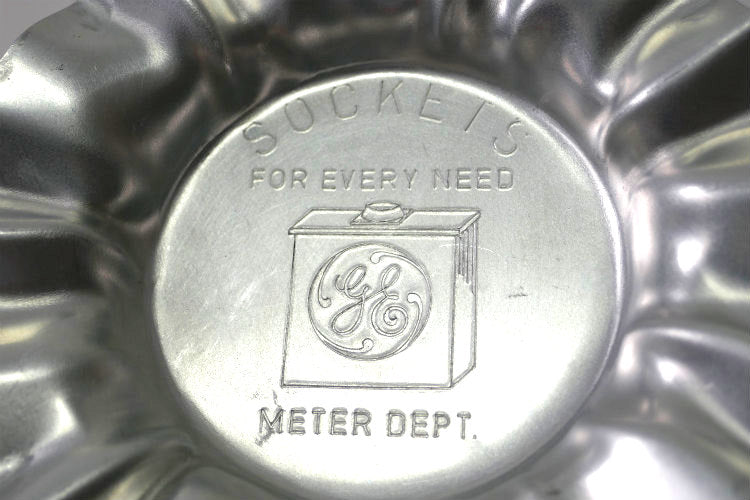 SOCKETS
FOR EVERY NEED
GE
METER DEPT.